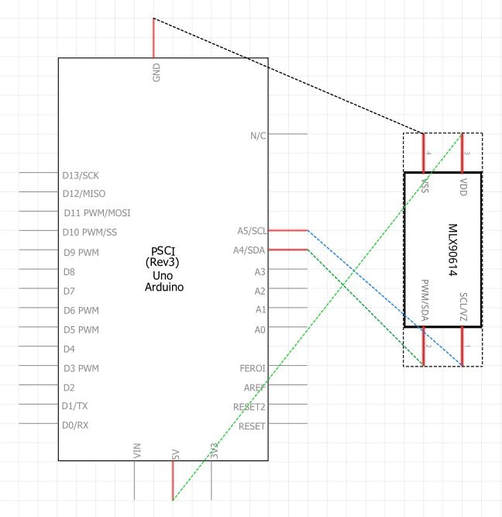 GND
N/C
D13/SCK
D12/MISO
D11 PWM/MOSI
D10 PWM/SS
D9 PWM
D8
D7
D6 PWM
D5 PWM
D4
D3 PWM
D2
D1/TX
D0/RX
PSCI
(Rev3)
Uno
Arduino
A5/SCL
A4/SDA
A3
A2
A1
A0
FEROI
AREF
RESET2
RESET
VIN
5V
3V3
4
3
VSS
VDD
MLX90614
PWM/SDA
SCL/VZ
2
1